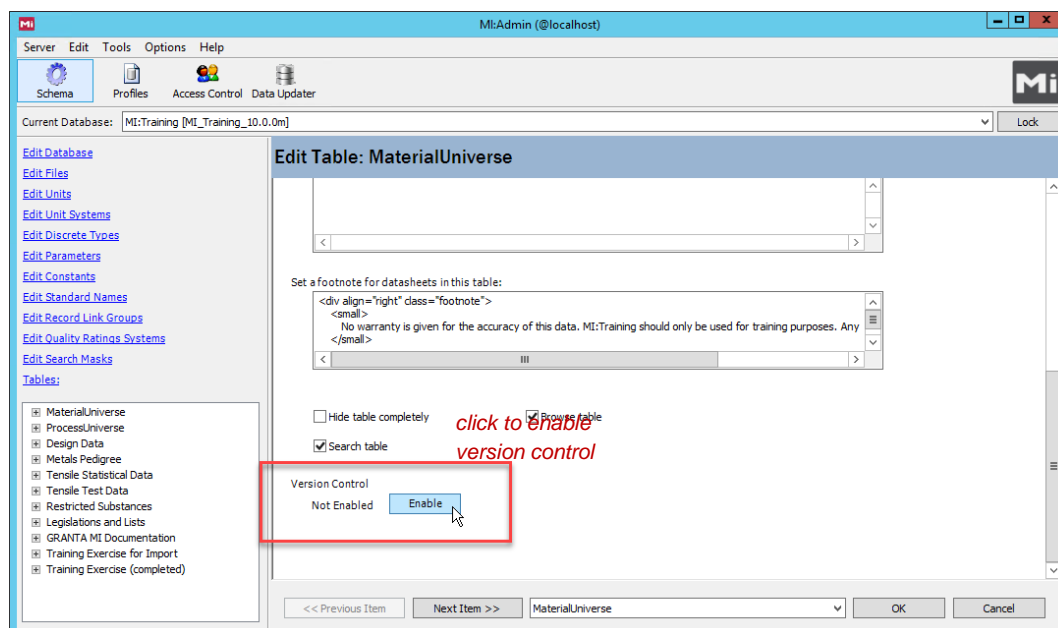 Mi
MI:Admin (@localhost)
Server Edit Tools Options Help
Schema Profiles Access Control Data Updater
Mi
Current Database: MI:Training [MI_Training_10.0.0m] Lock
Edit Database
Edit Files
Edit Units
Edit Unit Systems
Edit Discrete Types
Edit Parameters
Edit Constants
Edit Standard Names
Edit Record Link Groups
Edit Quality Ratings Systems
Edit Search Masks
Tables:
MaterialUniverse
ProcessUniverse
Design Data
Metals Pedigree
Tensile Statistical Data
Tensile Test Data
Restricted Substances
Legislations and Lists
GRANTA MI Documentation
Training Exercise for Import
Training Exercise (completed)
Edit Table: MaterialUniverse
Set a footnote for datasheets in this table:
<div align="right" class="footnote">
<small>
No warranty is given for the accuracy of this data. MI:Training should only be used for training purposes. Any
</small>
Hide table completely Browse table
click to enable
Search table
version control
Version Control
Not Enabled Enable
<< Previous Item Next Item >> MaterialUniverse OK Cancel